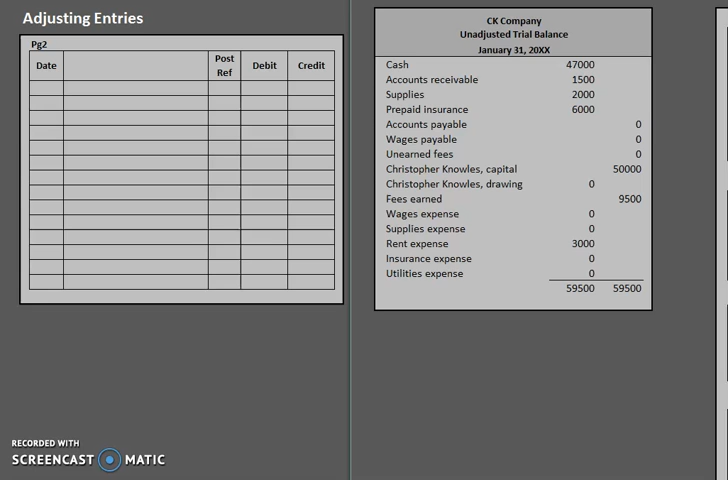 Adjusting Entries
Pg2
Date Post Ref Debit Credit
CK Company
Unadjusted Trial Balance
January 31, 20XX
Cash 47000
Accounts receivable 1500
Supplies 2000
Prepaid insurance 6000
Accounts payable 0
Wages payable 0
Unearned fees 0
Christopher Knowles, capital 50000
Christopher Knowles, drawing 0
Fees earned 9500
Wages expense 0
Supplies expense 0
Rent expense 3000
Insurance expense 0
Utilities expense 0
59500 59500
RECORDED WITH
SCREENCAST MATIC